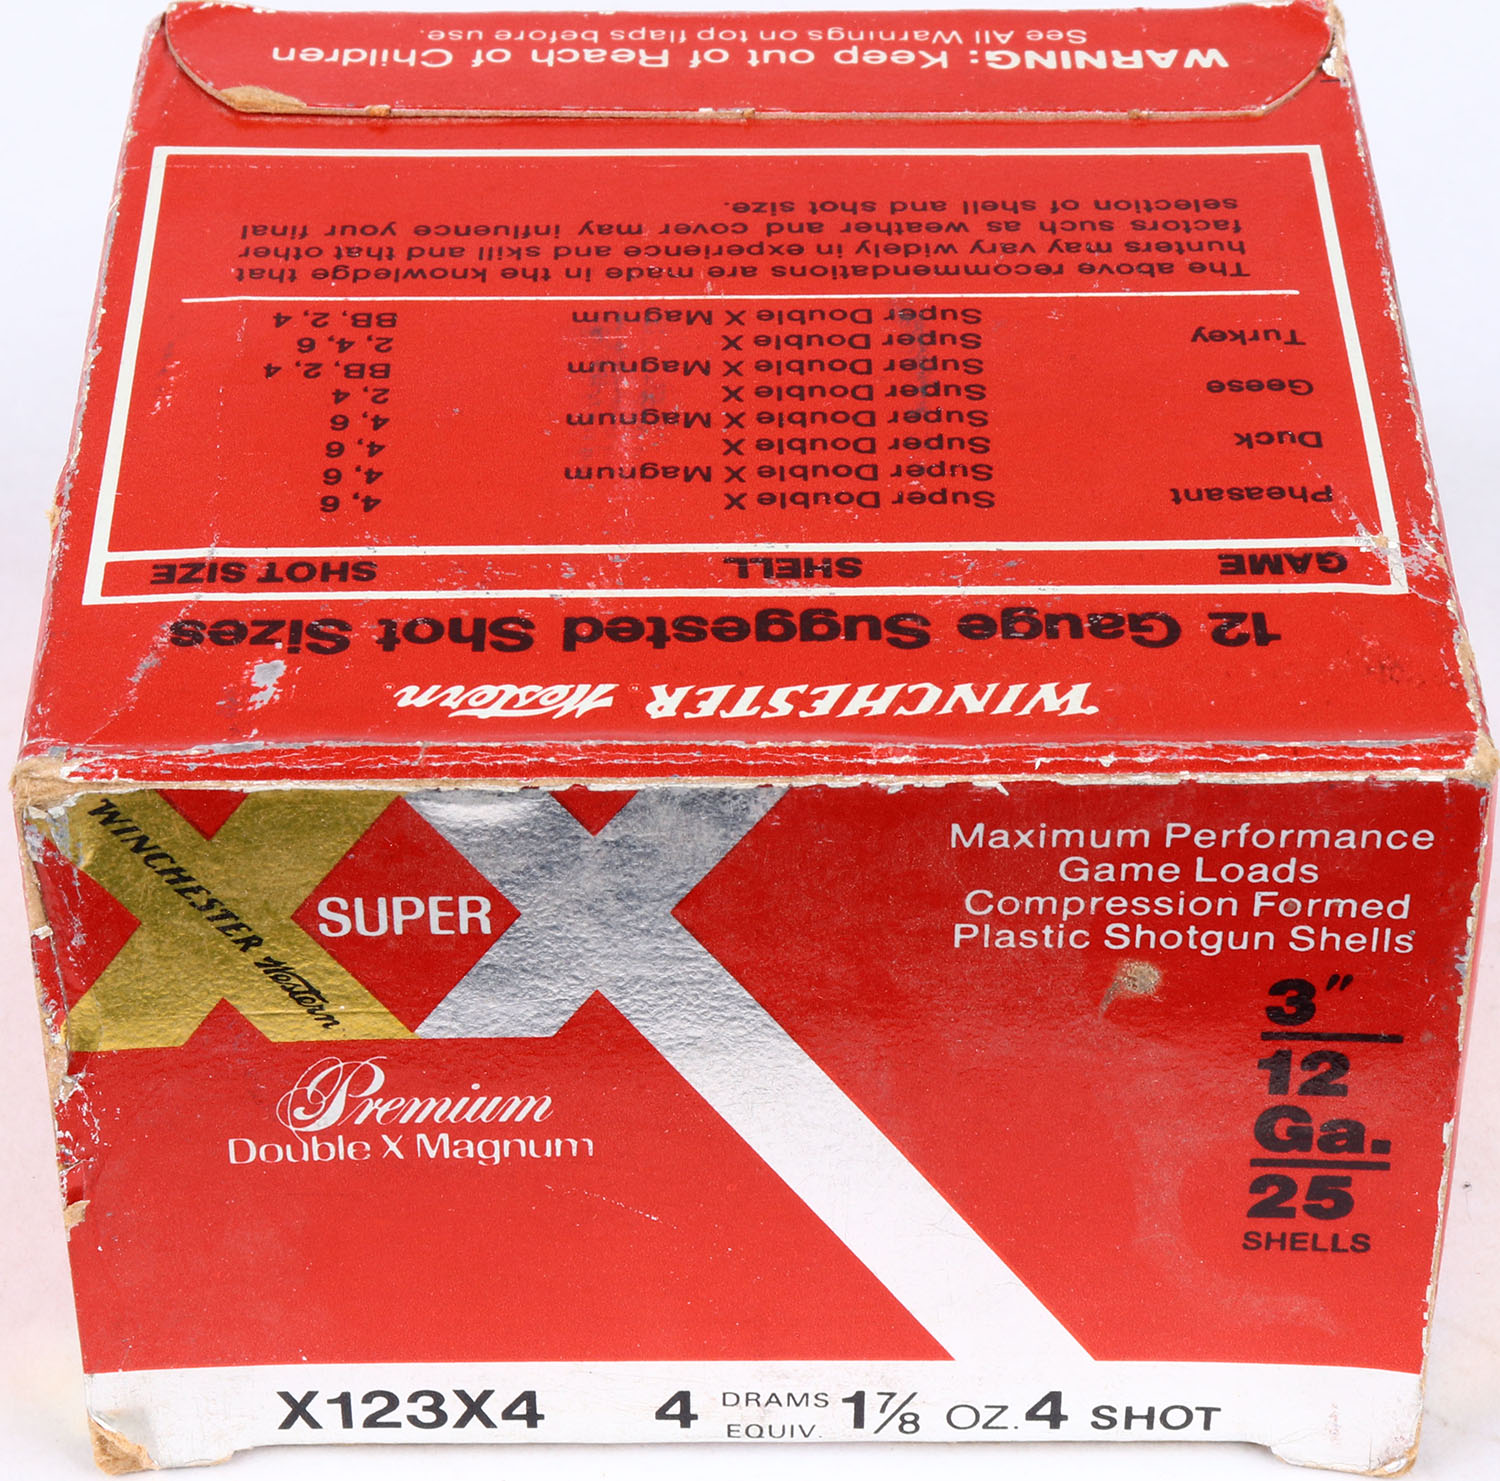 WARNING: Keep out of Reach of Children
See All Warnings on top flaps before use.
WINCHESTER Western
12 Gauge Suggested Shot Sizes
GAME SHELL SHOT SIZE
Pheasant Super Double X 4, 6
Super Double X Magnum 4, 6
Duck Super Double X 4, 6
Super Double X Magnum 4, 6
Geese Super Double X 2, 4
Super Double X Magnum BB, 2, 4
Turkey Super Double X 2, 4, 6
Super Double X Magnum BB, 2, 4
The above recommendations are made in the knowledge that
hunters may vary widely in experience and skill and that other
factors such as weather and cover may influence your final
selection of shell and shot size.
WINCHESTER Western
SUPER
Premium
Double X Magnum
Maximum Performance
Game Loads
Compression Formed
Plastic Shotgun Shells
3"
12
Ga.
25
SHELLS
X123X4 4 DRAMS EQUIV. 1 7/8 OZ. 4 SHOT